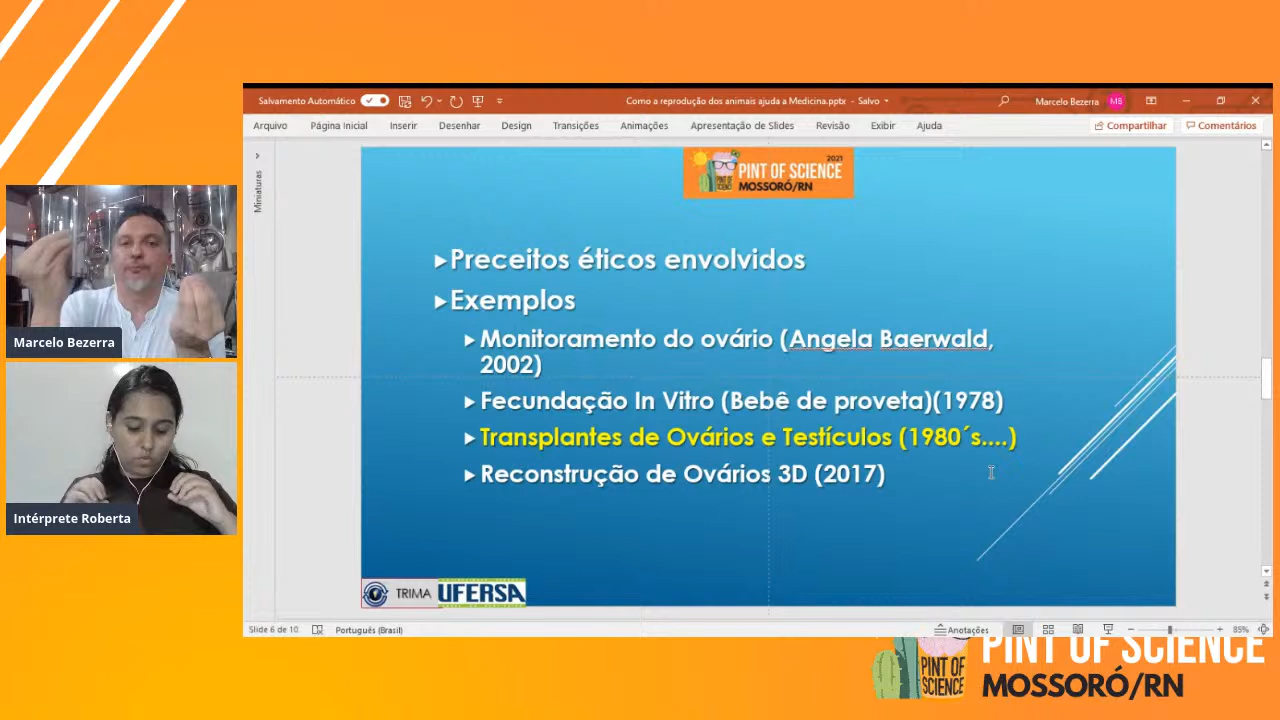 Salvamento Automático
Como a reprodução dos animais ajuda a Medicina.pptx - Salvo
Marcelo Bezerra
MB
Arquivo
Página Inicial
Inserir
Desenhar
Design
Transições
Animações
Apresentação de Slides
Revisão
Exibir
Ajuda
Compartilhar
Comentários
Miniaturas
2021
PINT OF SCIENCE
MOSSORÓ/RN
PINT OF
SCIENCE
Preceitos éticos envolvidos
Exemplos
Monitoramento do ovário (Angela Baerwald,
2002)
Fecundação In Vitro (Bebê de proveta)(1978)
Transplantes de Ovários e Testículos (1980´s....)
Reconstrução de Ovários 3D (2017)
TRIMA
UFERSA
Marcelo Bezerra
Intérprete Roberta
Slide 6 de 10
Português (Brasil)
Anotações
85%
PINT OF
SCIENCE
PINT OF SCIENCE
MOSSORÓ/RN